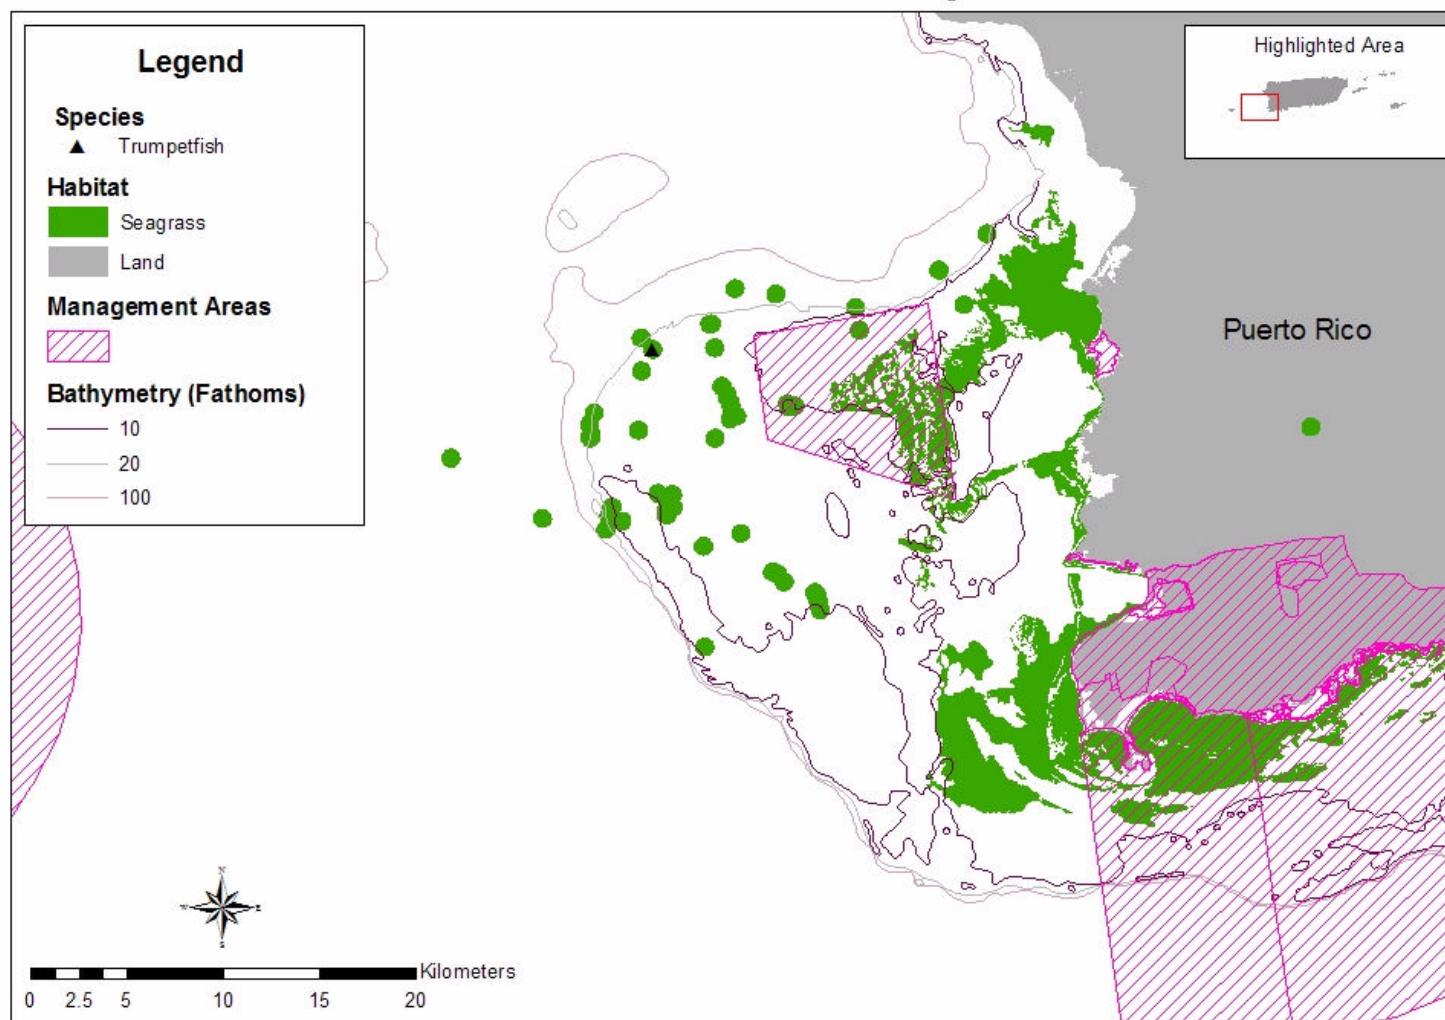 Legend
Species
Trumpetfish
Habitat
Seagrass
Land
Management Areas
Bathymetry (Fathoms)
10
20
100
Highlighted Area
Puerto Rico
N
W E
S
Kilometers
0 2.5 5 10 15 20